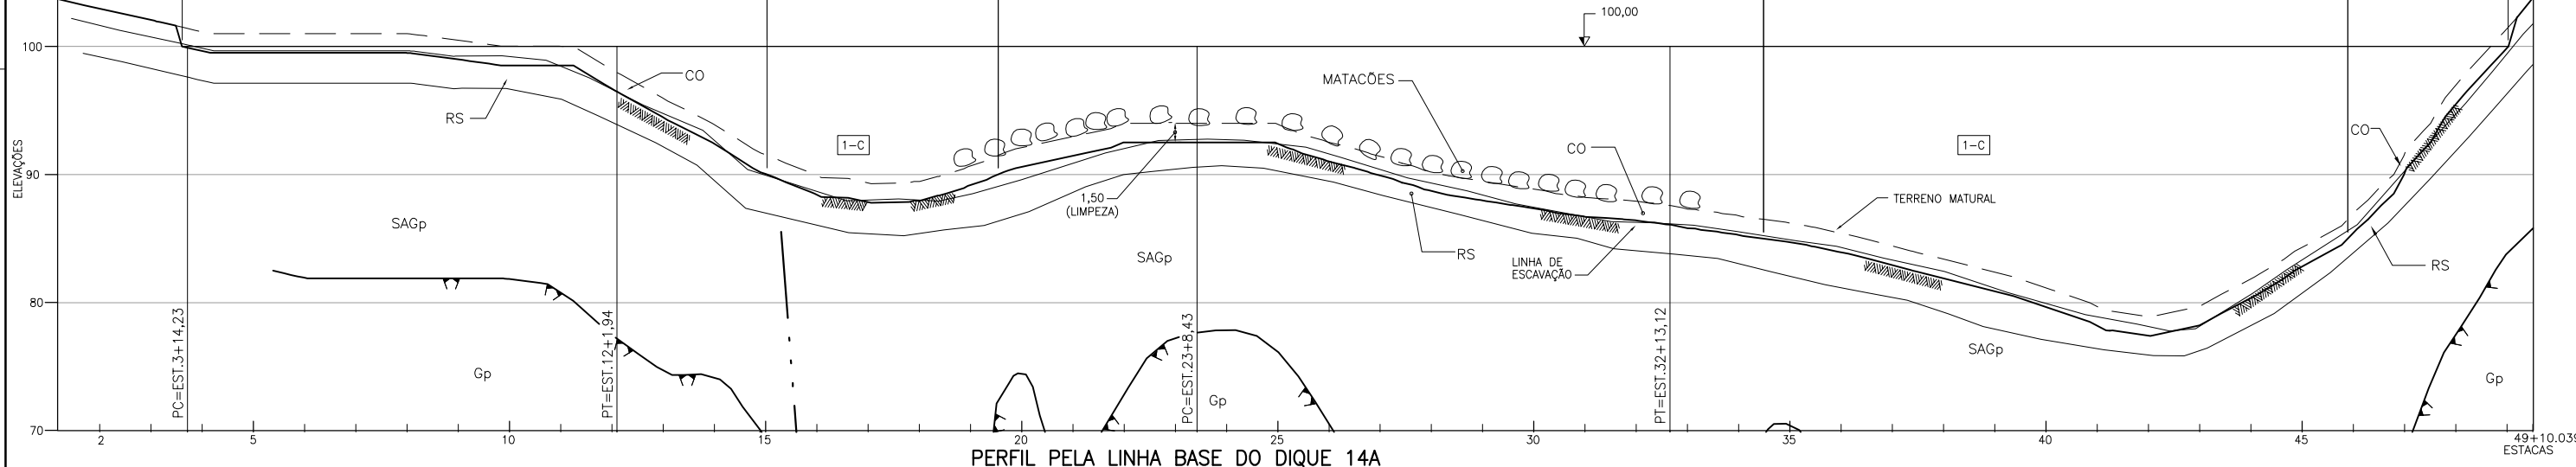 100,00
100
CO
MATACÕES
RS
CO
CO
1-C
1-C
ELEVAÇÕES
90
1,50
(LIMPEZA)
TERRENO MATURAL
SAGp
SAGp
RS
LINHA DE
ESCAVAÇÃO
RS
80
PC=EST.3+14,23
PT=EST.12+1,94
PC=EST.23+8,43
PT=EST.32+13,12
SAGp
Gp
Gp
Gp
70
2
5
10
15
20
25
30
35
40
45
49+10.039
ESTACAS
PERFIL PELA LINHA BASE DO DIQUE 14A